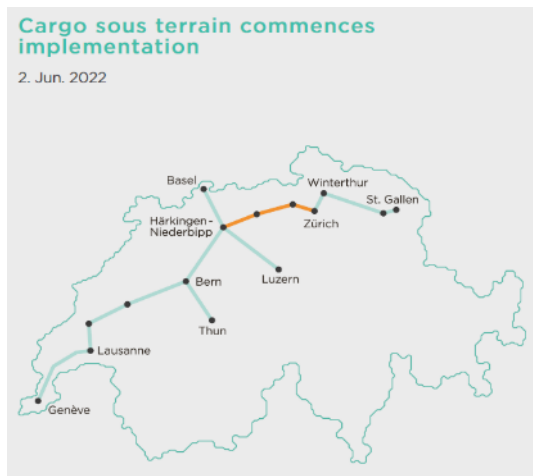 Cargo sous terrain commences
implementation
2. Jun. 2022
Basel
Winterthur
St. Gallen
Härkingen-
Niederbipp
Zürich
Luzern
Bern
Thun
Lausanne
Genève